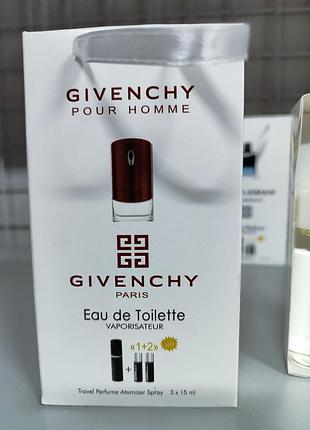 GIVENCHY
POUR HOMME
GIVENCHY
PARIS
Eau de Toilette
VAPORISATEUR
«1+2»
+
Travel Perfume Atomizer Spray 3 x 15 ml